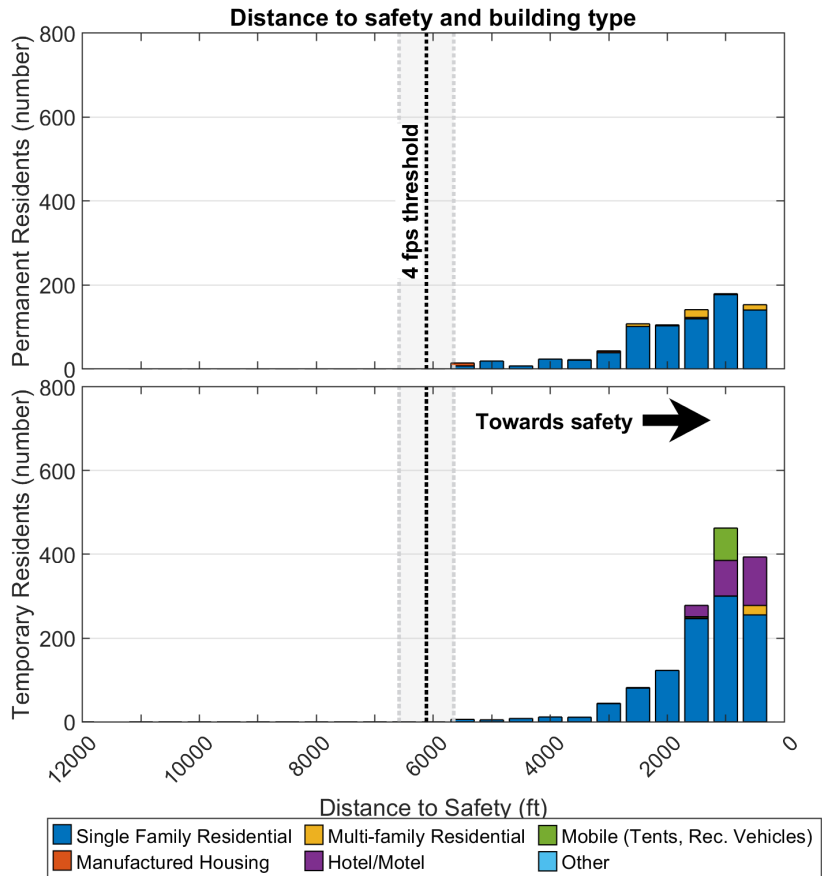 Distance to safety and building type
Permanent Residents (number)
800
600
400
200
0
4 fps threshold
Temporary Residents (number)
800
600
400
200
0
Towards safety
12000
10000
8000
6000
4000
2000
0
Distance to Safety (ft)
Single Family Residential
Multi-family Residential
Mobile (Tents, Rec. Vehicles)
Manufactured Housing
Hotel/Motel
Other